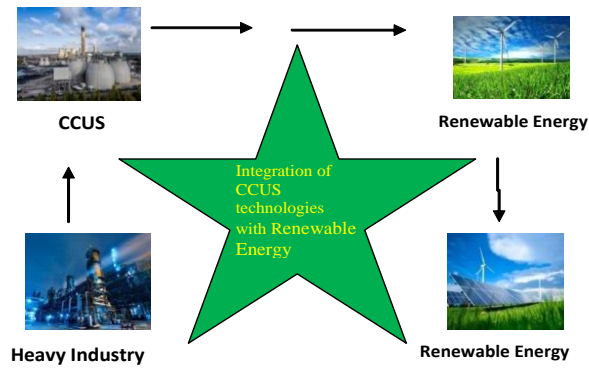 CCUS
Renewable Energy
Integration of
CCUS
technologies
with Renewable
Energy
Heavy Industry
Renewable Energy